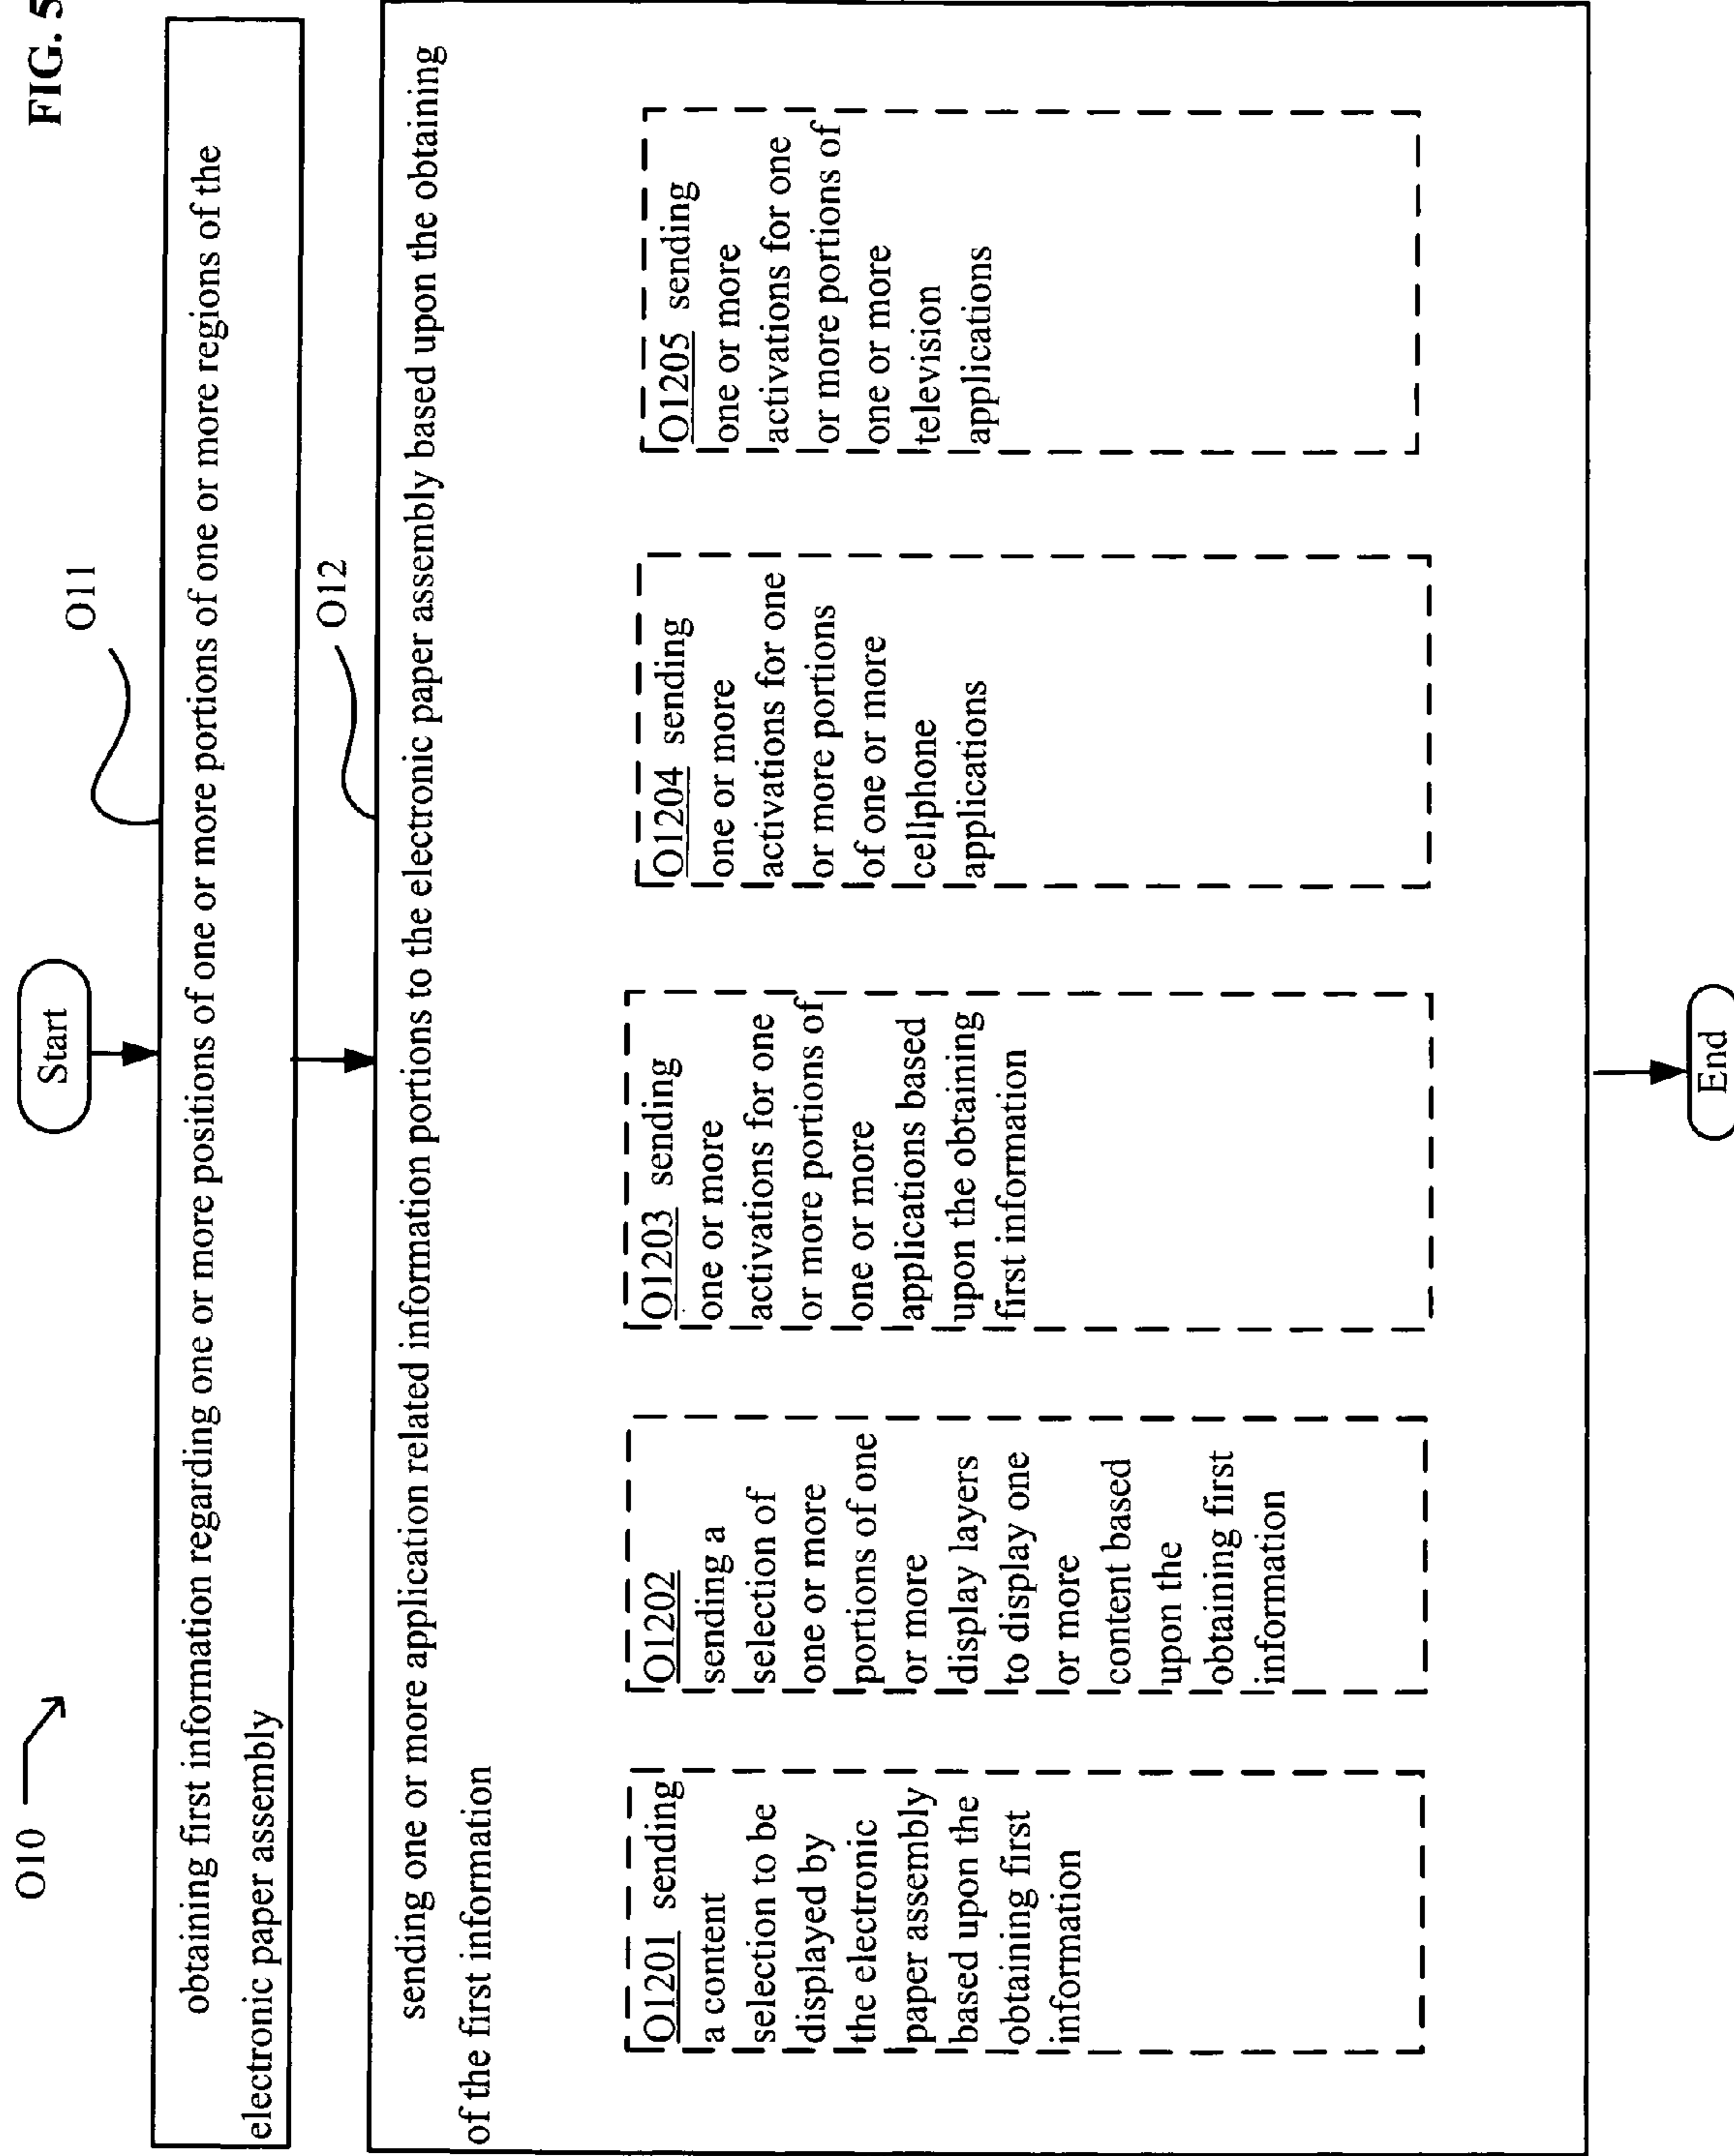 FIG. 5
O10
Start
O11
obtaining first information regarding one or more positions of one or more portions of one or more regions of the
electronic paper assembly
O12
sending one or more application related information portions to the electronic paper assembly based upon the obtaining
of the first information
O1201 sending
a content
selection to be
displayed by
the electronic
paper assembly
based upon the
obtaining first
information
O1202
sending a
selection of
one or more
portions of one
or more
display layers
to display one
or more
content based
upon the
obtaining first
information
O1203 sending
one or more
activations for one
or more portions of
one or more
applications based
upon the obtaining
first information
O1204 sending
one or more
activations for one
or more portions
of one or more
cellphone
applications
O1205 sending
one or more
activations for one
or more portions of
one or more
television
applications
End